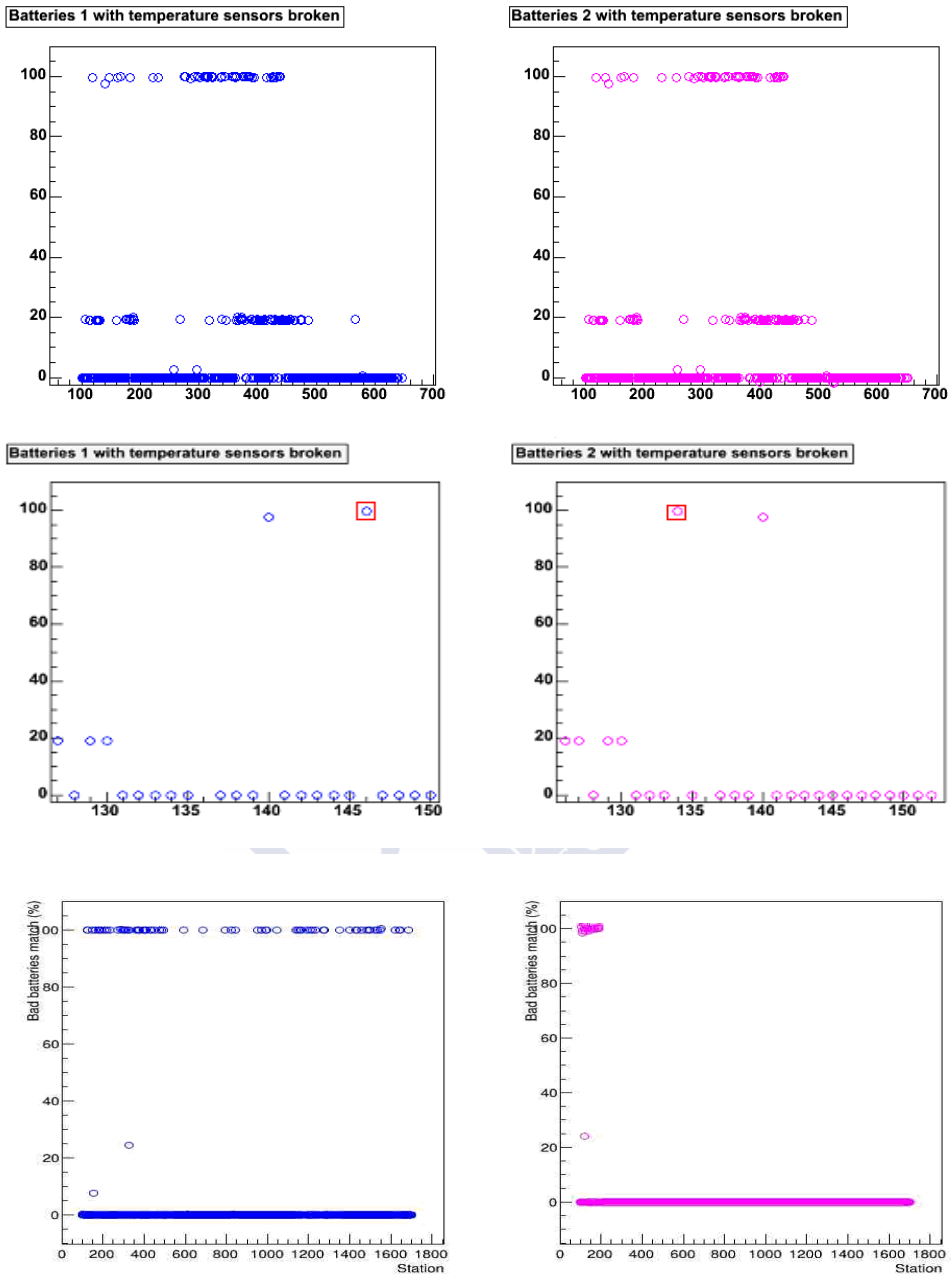 Batteries 1 with temperature sensors broken
100
80
60
40
20
0
100 200 300 400 500 600 700
Batteries 2 with temperature sensors broken
100
80
60
40
20
0
100 200 300 400 500 600 700
Batteries 1 with temperature sensors broken
100
80
60
40
20
0
130 135 140 145 150
Batteries 2 with temperature sensors broken
100
80
60
40
20
0
130 135 140 145 150
Bad batteries match (%)
100
80
60
40
20
0
0 200 400 600 800 1000 1200 1400 1600 1800
Station
Bad batteries match (%)
100
80
60
40
20
0
0 200 400 600 800 1000 1200 1400 1600 1800
Station